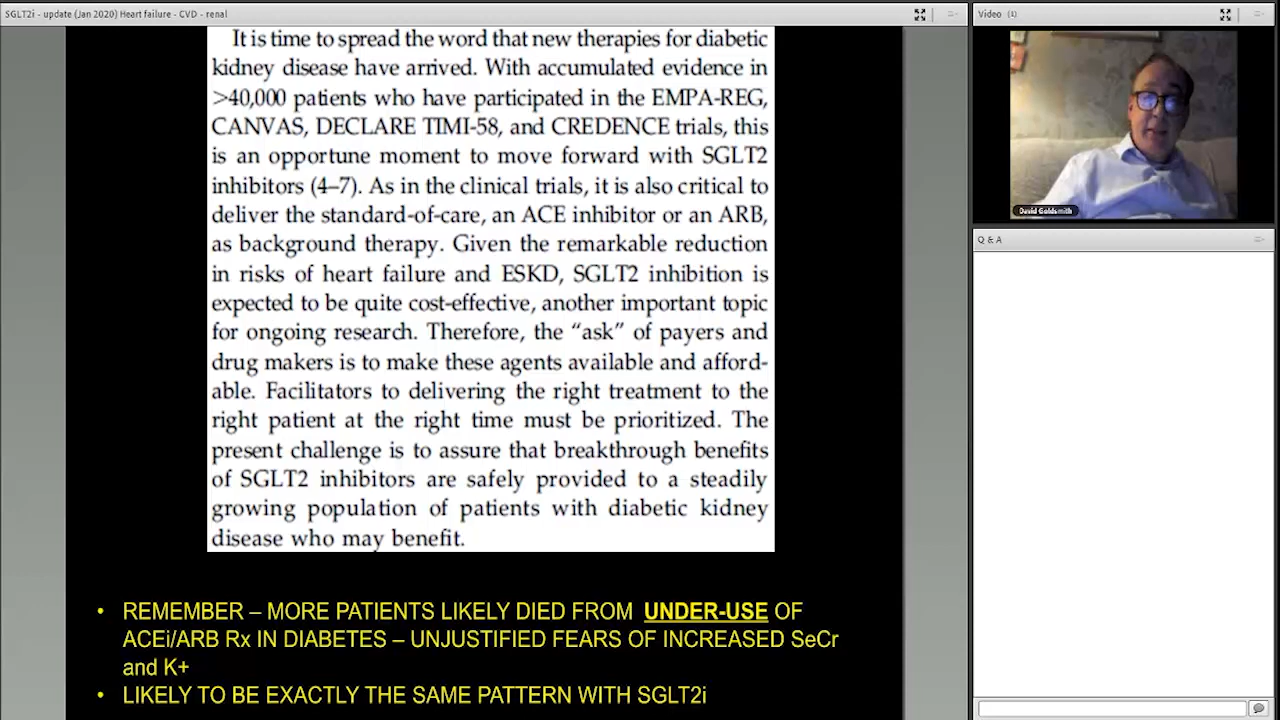 SGLT2i - update (Jan 2020) Heart failure - CVD - renal
It is time to spread the word that new therapies for diabetic
kidney disease have arrived. With accumulated evidence in
>40,000 patients who have participated in the EMPA-REG,
CANVAS, DECLARE TIMI-58, and CREDENCE trials, this
is an opportune moment to move forward with SGLT2
inhibitors (4–7). As in the clinical trials, it is also critical to
deliver the standard-of-care, an ACE inhibitor or an ARB,
as background therapy. Given the remarkable reduction
in risks of heart failure and ESKD, SGLT2 inhibition is
expected to be quite cost-effective, another important topic
for ongoing research. Therefore, the “ask” of payers and
drug makers is to make these agents available and afford-
able. Facilitators to delivering the right treatment to the
right patient at the right time must be prioritized. The
present challenge is to assure that breakthrough benefits
of SGLT2 inhibitors are safely provided to a steadily
growing population of patients with diabetic kidney
disease who may benefit.
• REMEMBER – MORE PATIENTS LIKELY DIED FROM UNDER-USE OF
ACEi/ARB Rx IN DIABETES – UNJUSTIFIED FEARS OF INCREASED SeCr
and K+
• LIKELY TO BE EXACTLY THE SAME PATTERN WITH SGLT2i
Video (1)
David Goldsmith
Q & A